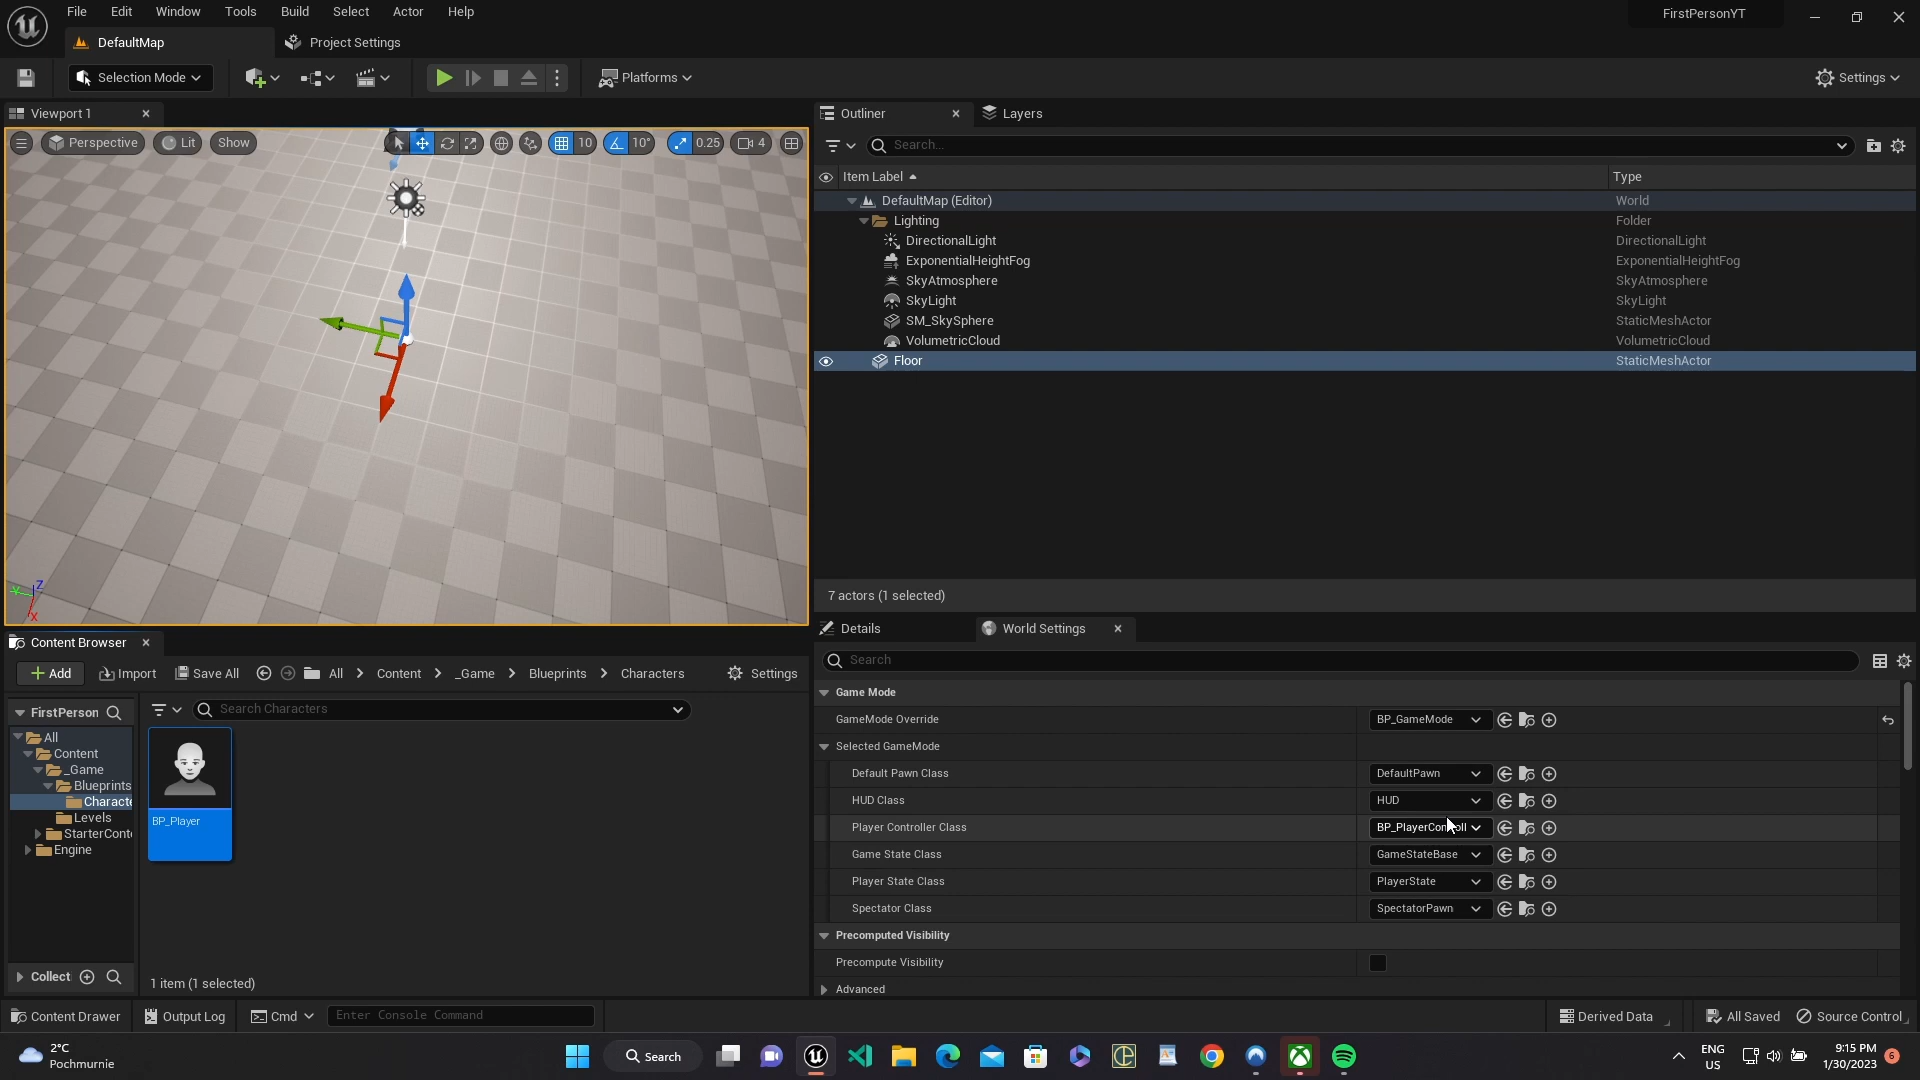 File Edit Window Tools Build Select Actor Help
FirstPersonYT
DefaultMap
Project Settings
Selection Mode
Platforms
Settings
Viewport 1
Perspective
Lit
Show
10
10°
0.25
4
Z
Y
X
Outliner
Layers
Search...
Item Label
Type
DefaultMap (Editor) World
Lighting Folder
DirectionalLight DirectionalLight
ExponentialHeightFog ExponentialHeightFog
SkyAtmosphere SkyAtmosphere
SkyLight SkyLight
SM_SkySphere StaticMeshActor
VolumetricCloud VolumetricCloud
Floor StaticMeshActor
7 actors (1 selected)
Content Browser
Add
Import
Save All
All
Content
_Game
Blueprints
Characters
Settings
FirstPerson
Search Characters
All
Content
_Game
Blueprints
Characte
Levels
StarterCont
Engine
BP_Player
Collect
1 item (1 selected)
Details
World Settings
Search
Game Mode
GameMode Override BP_GameMode
Selected GameMode
Default Pawn Class DefaultPawn
HUD Class HUD
Player Controller Class
Game State Class GameStateBase
Player State Class PlayerState
Spectator Class SpectatorPawn
Precomputed Visibility
Precompute Visibility
Advanced
Content Drawer
Output Log
Cmd
Enter Console Command
Derived Data
All Saved
Source Control
2°C
Pochmurnie
Search
ENG
US
9:15 PM
1/30/2023
6